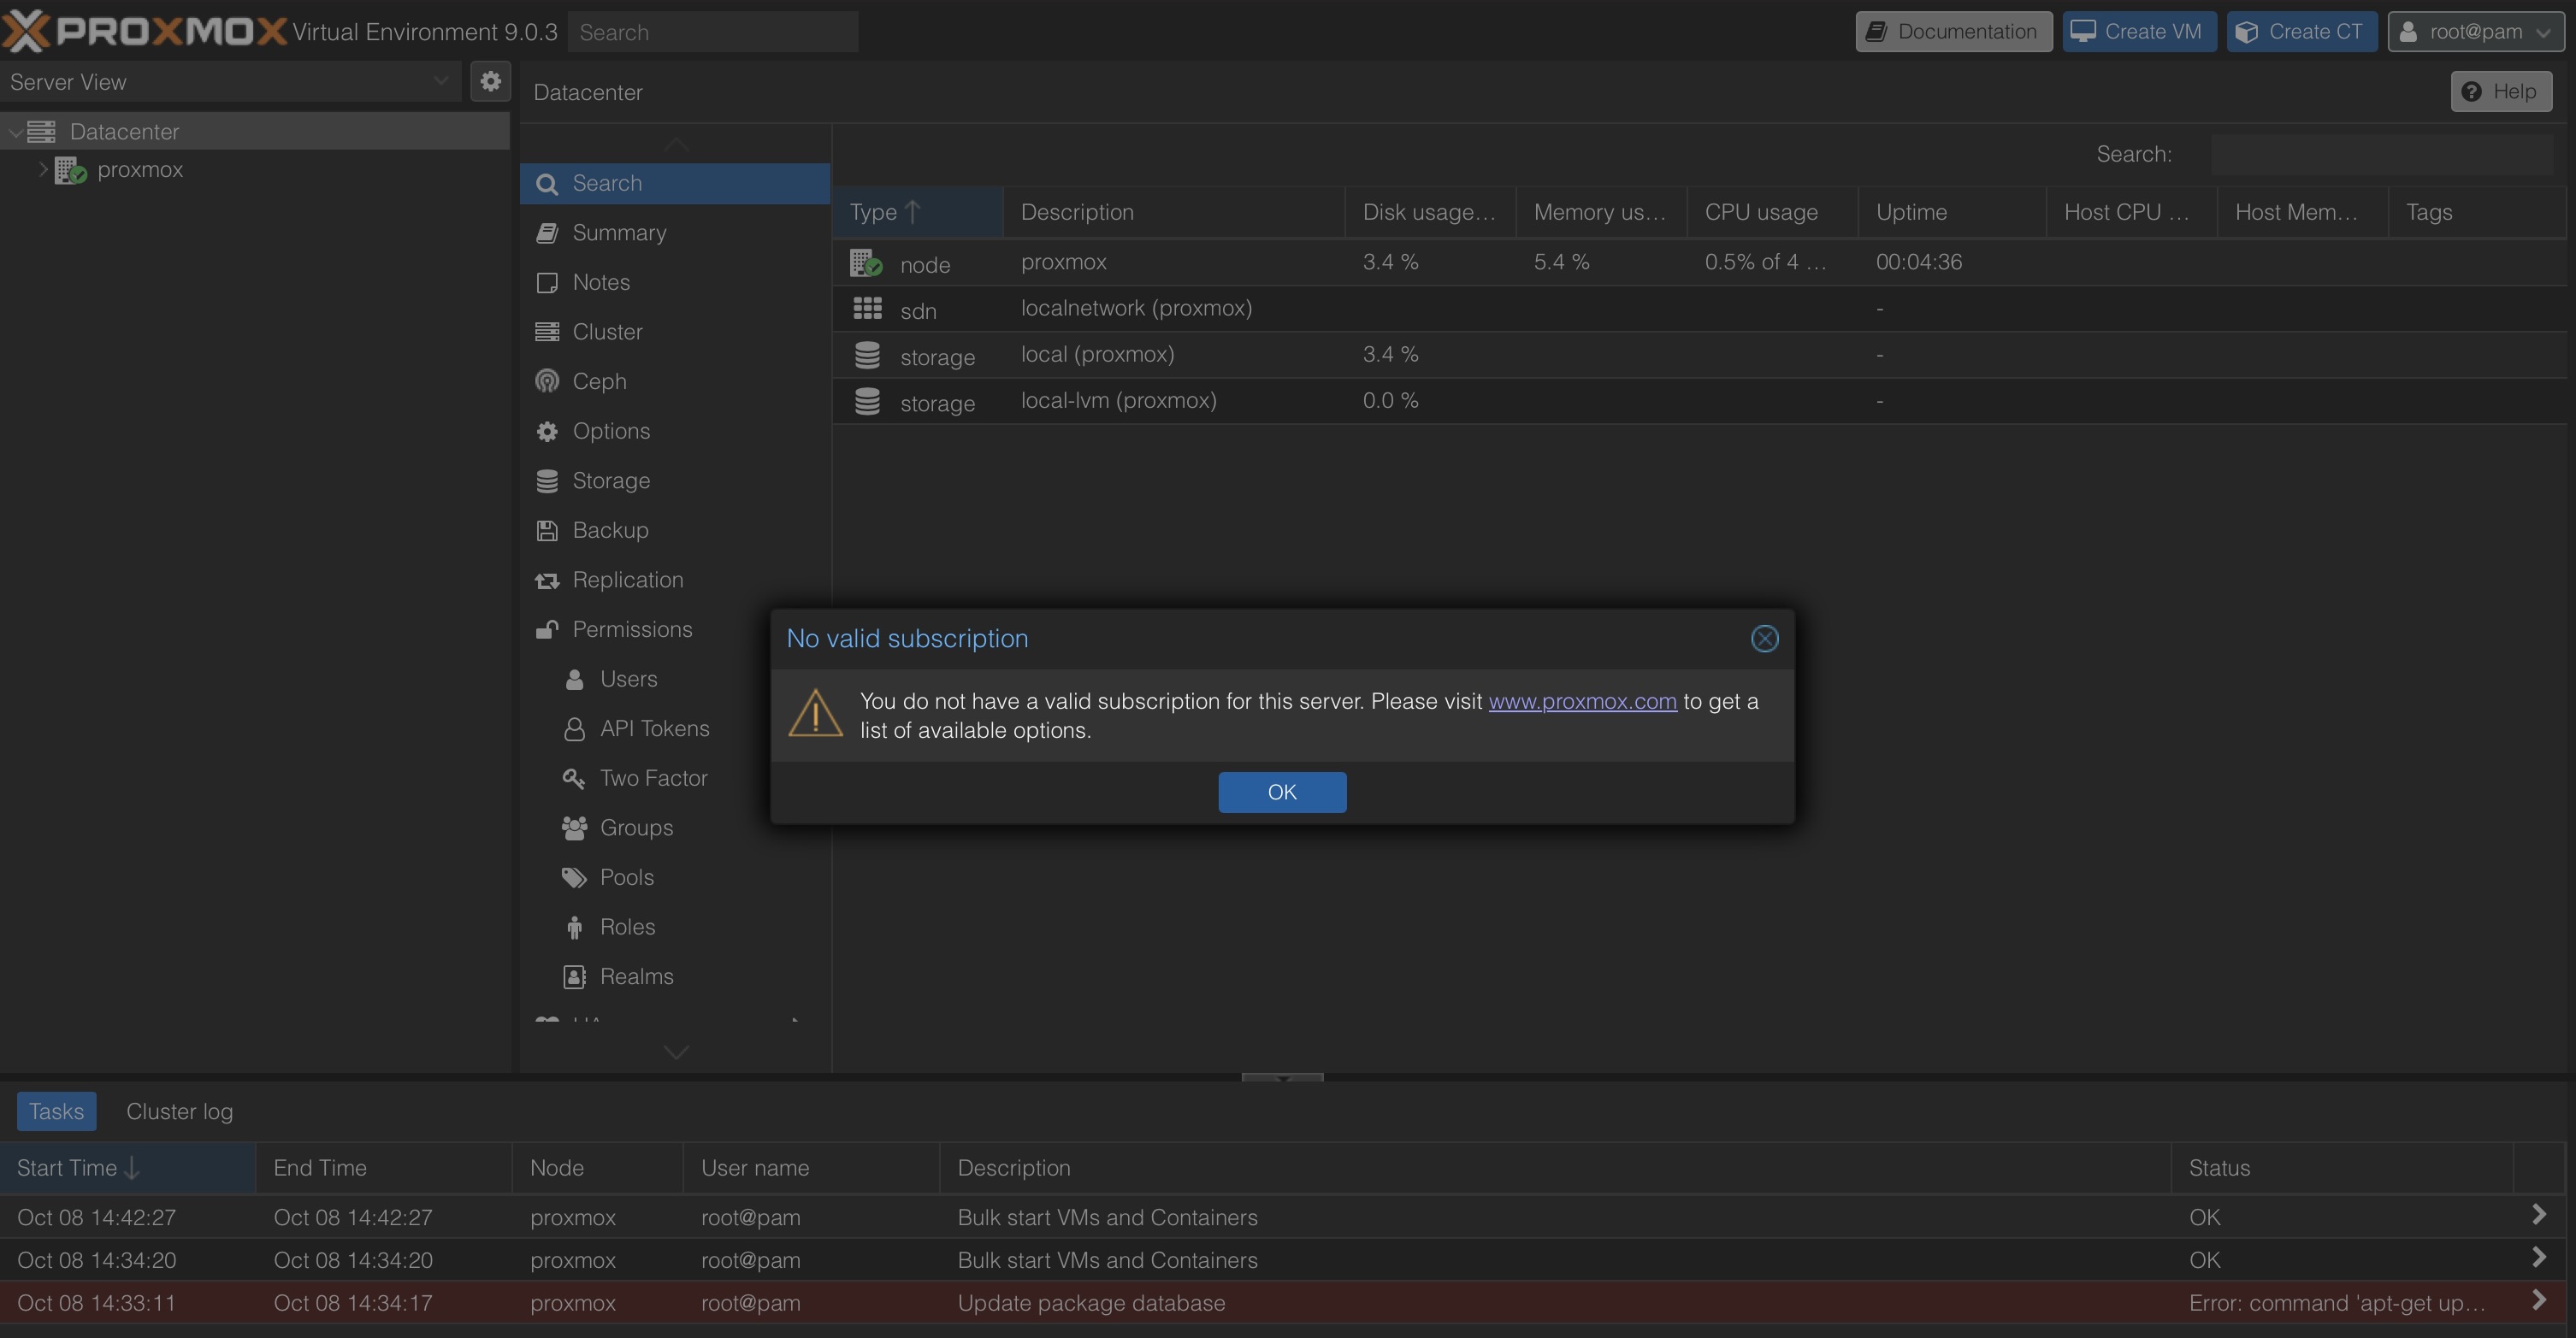 PROXMOX Virtual Environment 9.0.3 Search Documentation Create VM Create CT root@pam
Server View
Datacenter
proxmox
Datacenter Help
Search
Summary
Notes
Cluster
Ceph
Options
Storage
Backup
Replication
Permissions
Users
API Tokens
Two Factor
Groups
Pools
Roles
Realms
Search:
Type Description Disk usage... Memory us... CPU usage Uptime Host CPU ... Host Mem... Tags
node proxmox 3.4 % 5.4 % 0.5% of 4 ... 00:04:36
sdn localnetwork (proxmox) -
storage local (proxmox) 3.4 % -
storage local-lvm (proxmox) 0.0 % -
No valid subscription
You do not have a valid subscription for this server. Please visit www.proxmox.com to get a
list of available options.
OK
Tasks Cluster log
Start Time End Time Node User name Description Status
Oct 08 14:42:27 Oct 08 14:42:27 proxmox root@pam Bulk start VMs and Containers OK
Oct 08 14:34:20 Oct 08 14:34:20 proxmox root@pam Bulk start VMs and Containers OK
Oct 08 14:33:11 Oct 08 14:34:17 proxmox root@pam Update package database Error: command 'apt-get up...